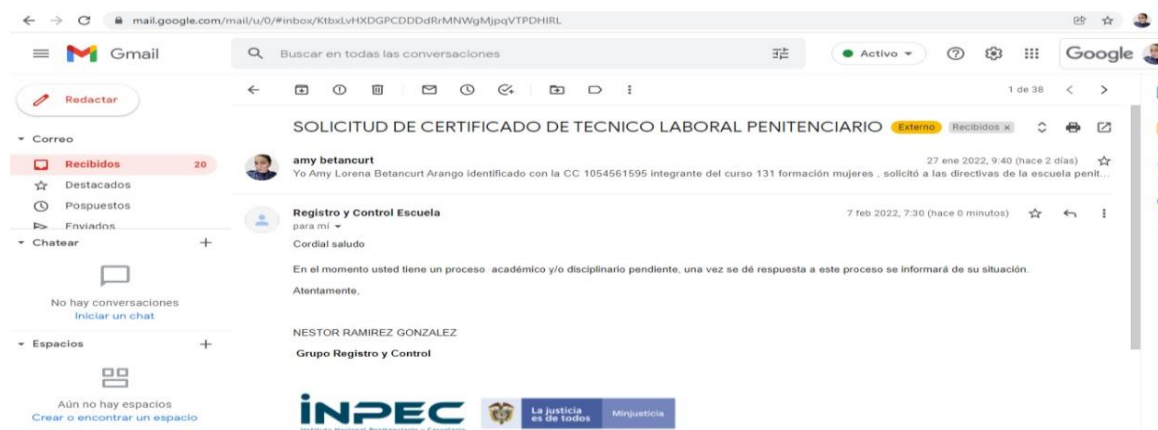 mail.google.com/mail/u/0/#inbox/KtbxLvHXDGPCDDDdRrMNWgMjpqVTPDHIRL
Gmail
Buscar en todas las conversaciones
Activo
Google
Redactar
1 de 38
Correo
Recibidos 20
Destacados
Pospuestos
Enviados
Chatear
No hay conversaciones
Iniciar un chat
Espacios
Aún no hay espacios
Crear o encontrar un espacio
SOLICITUD DE CERTIFICADO DE TECNICO LABORAL PENITENCIARIO Externo Recibidos x
amy betancurt 27 ene 2022, 9:40 (hace 2 días)
Yo Amy Lorena Betancurt Arango identificado con la CC 1054561595 integrante del curso 131 formación mujeres , solicitó a las directivas de la escuela penit...
Registro y Control Escuela 7 feb 2022, 7:30 (hace 0 minutos)
para mí
Cordial saludo
En el momento usted tiene un proceso académico y/o disciplinario pendiente, una vez se dé respuesta a este proceso se informará de su situación.
Atentamente,
NESTOR RAMIREZ GONZALEZ
Grupo Registro y Control
INPEC
La justicia
es de todos
Minjusticia
Instituto Nacional Penitenciario y Carcelario